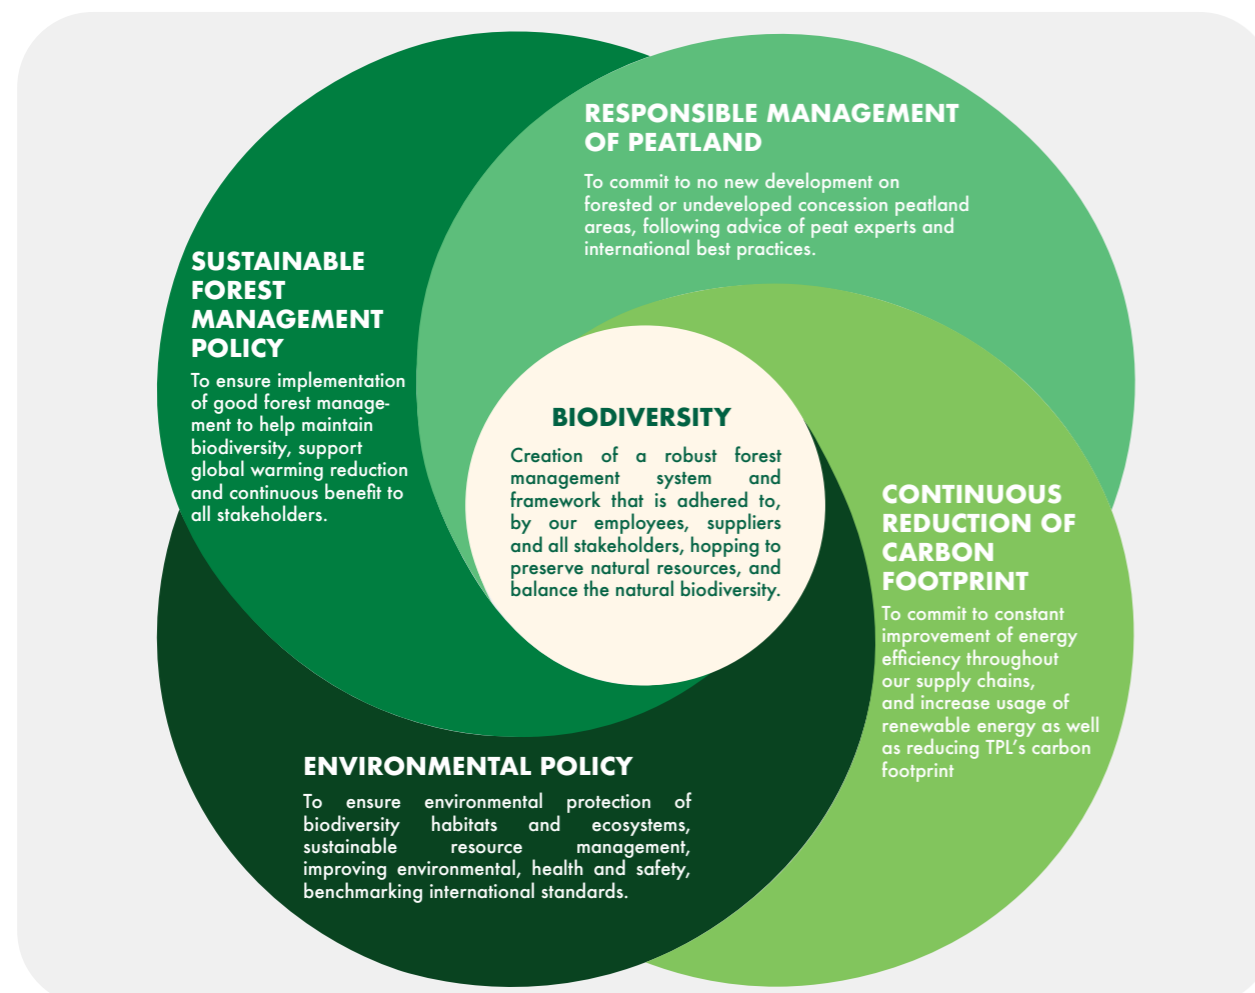 RESPONSIBLE MANAGEMENT
OF PEATLAND
To commit to no new development on
forested or undeveloped concession peatland
areas, following advice of peat experts and
international best practices.
SUSTAINABLE
FOREST
MANAGEMENT
POLICY
To ensure implementation
of good forest manage-
ment to help maintain
biodiversity, support
global warming reduction
and continuous benefit to
all stakeholders.
BIODIVERSITY
Creation of a robust forest
management system and
framework that is adhered to,
by our employees, suppliers
and all stakeholders, hopping to
preserve natural resources, and
balance the natural biodiversity.
CONTINUOUS
REDUCTION OF
CARBON
FOOTPRINT
To commit to constant
improvement of energy
efficiency throughout
our supply chains,
and increase usage of
renewable energy as well
as reducing TPL’s carbon
footprint
ENVIRONMENTAL POLICY
To ensure environmental protection of
biodiversity habitats and ecosystems,
sustainable resource management,
improving environmental, health and safety,
benchmarking international standards.